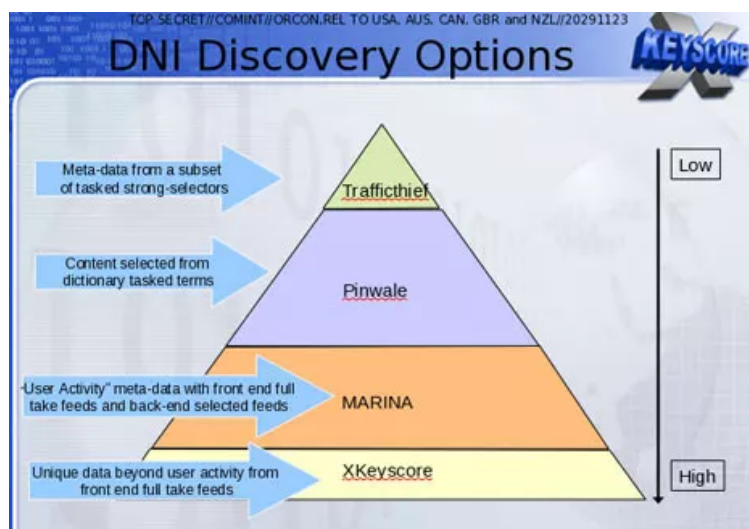 TOP SECRET//COMINT//ORCON,REL TO USA, AUS, CAN, GBR and NZL//20291123
DNI Discovery Options
X
KEYSCORE
Meta-data from a subset
of tasked strong-selectors
Trafficthief
Low
Content selected from
dictionary tasked terms
Pinwale
"User Activity" meta-data with front end full
take feeds and back-end selected feeds
MARINA
Unique data beyond user activity from
front end full take feeds
XKeyscore
High